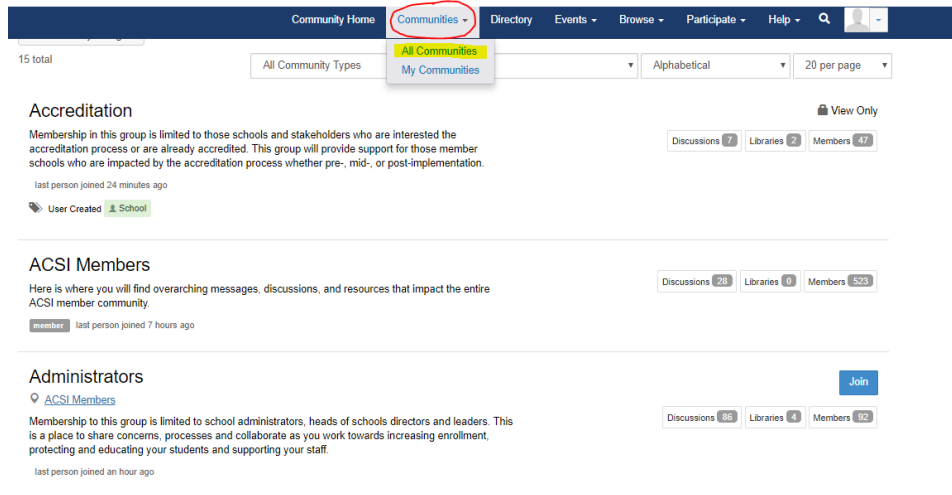 Community Home Communities Directory Events Browse Participate Help
All Communities
My Communities
15 total
All Community Types Alphabetical 20 per page
Accreditation
View Only
Membership in this group is limited to those schools and stakeholders who are interested the
accreditation process or are already accredited. This group will provide support for those member
schools who are impacted by the accreditation process whether pre-, mid-, or post-implementation.
Discussions 7 Libraries 2 Members 47
last person joined 24 minutes ago
User Created School
ACSI Members
Here is where you will find overarching messages, discussions, and resources that impact the entire
ACSI member community.
Discussions 28 Libraries 0 Members 523
member last person joined 7 hours ago
Administrators
Join
ACSI Members
Membership to this group is limited to school administrators, heads of schools directors and leaders. This
is a place to share concerns, processes and collaborate as you work towards increasing enrollment,
protecting and educating your students and supporting your staff.
Discussions 86 Libraries 4 Members 92
last person joined an hour ago